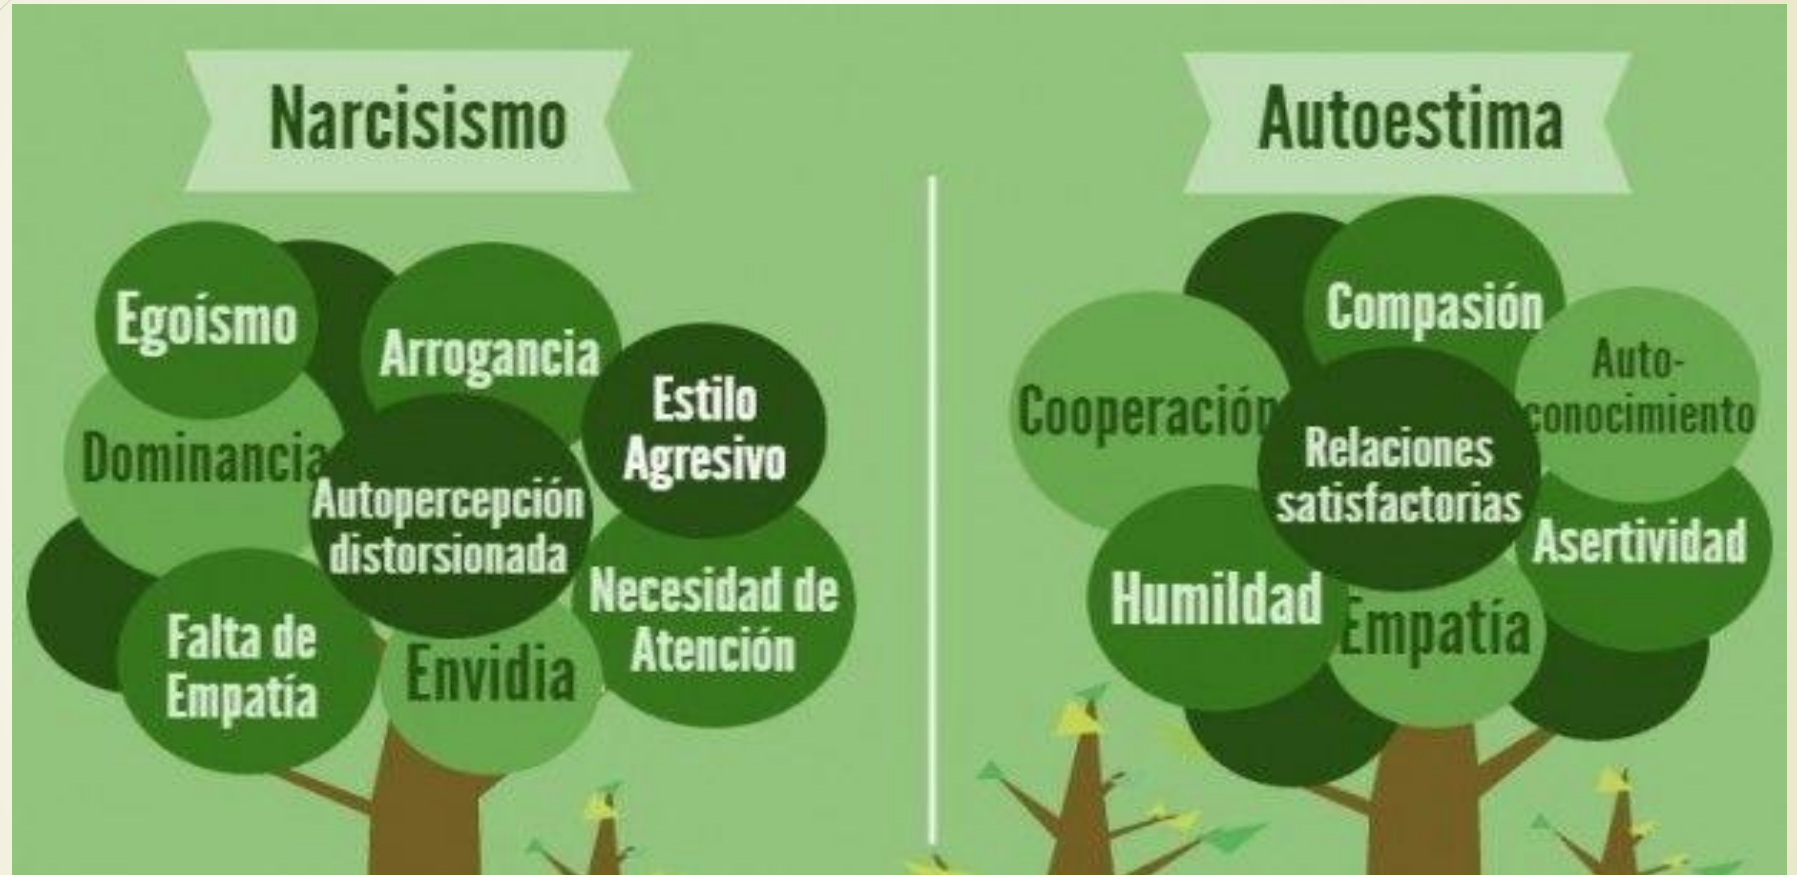 Narcisismo
Egoísmo
Arrogancia
Estilo
Agresivo
Dominancia
Autopercepción
distorsionada
Necesidad de
Atención
Falta de
Empatía
Envidia
Autoestima
Compasión
Cooperación
Auto-
conocimiento
Relaciones
satisfactorias
Asertividad
Humildad
Empatía